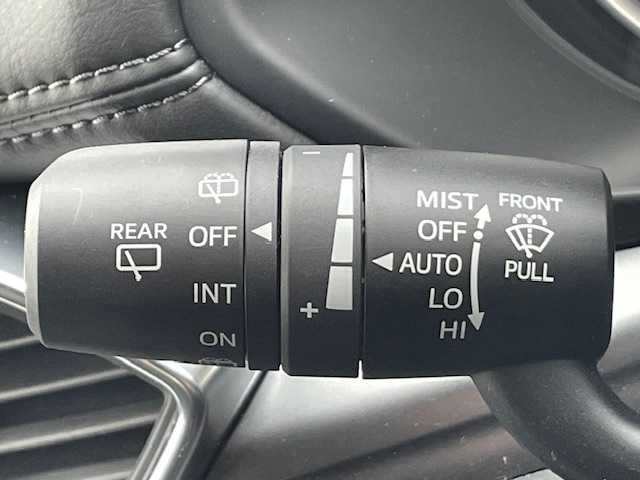 REAR
OFF
INT
ON
−
+
MIST
OFF
AUTO
LO
HI
FRONT
PULL